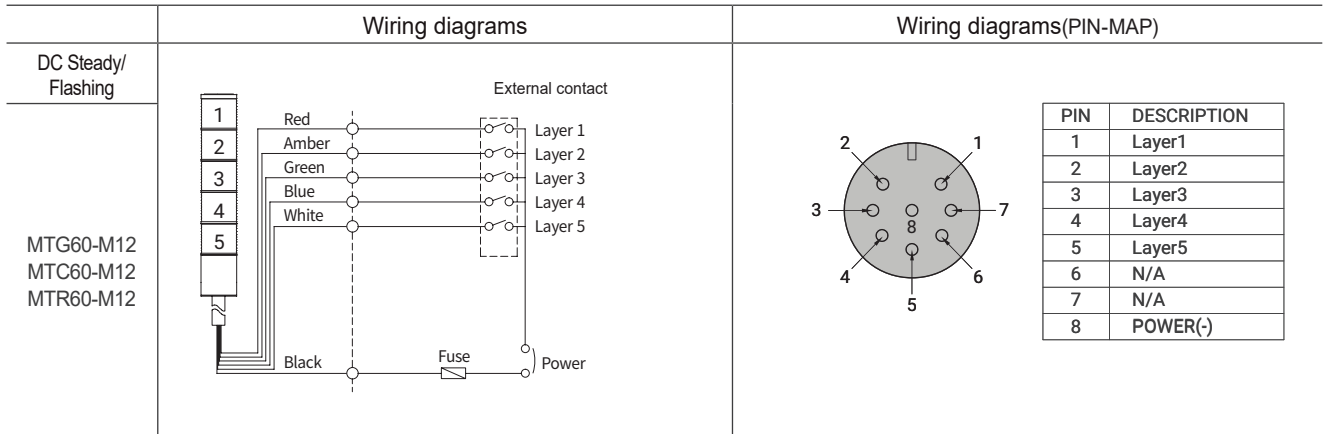 Wiring diagrams
Wiring diagrams(PIN-MAP)
DC Steady/
Flashing
MTG60-M12
MTC60-M12
MTR60-M12
External contact
1
2
3
4
5
Red
Amber
Green
Blue
White
Layer 1
Layer 2
Layer 3
Layer 4
Layer 5
Black
Fuse
Power
2
1
3
8
7
4
6
5
PIN DESCRIPTION
1 Layer1
2 Layer2
3 Layer3
4 Layer4
5 Layer5
6 N/A
7 N/A
8 POWER(-)